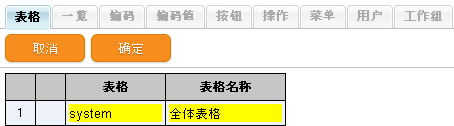 表格 一览 编码 编码值 按钮 操作 菜单 用户 工作组
取消 确定
表格 表格名称
1 system 全体表格